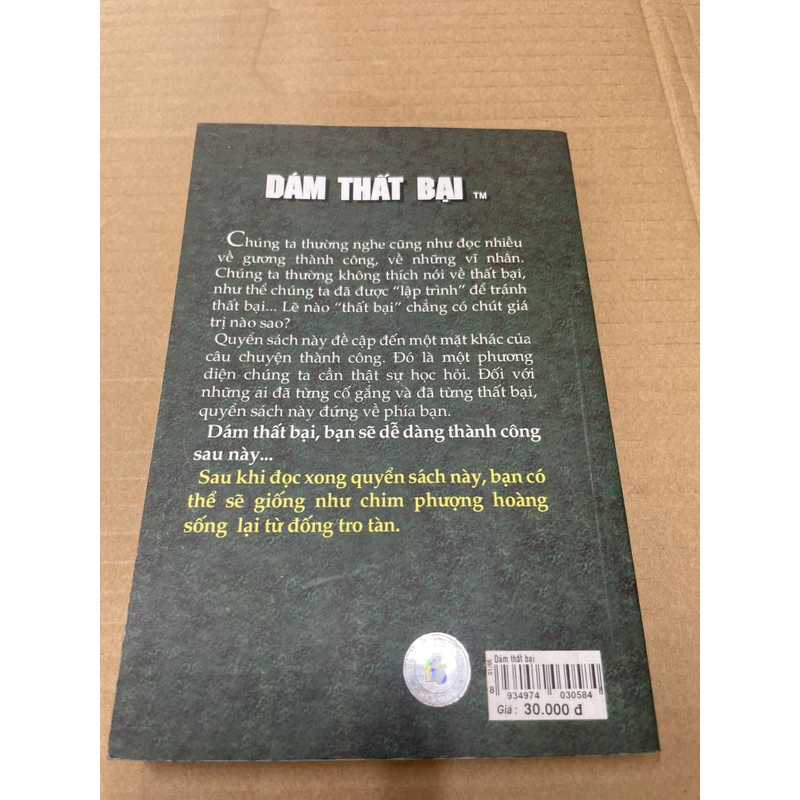 DÁM THẤT BẠI ™
Chúng ta thường nghe cũng như đọc nhiều
về gương thành công, về những vĩ nhân.
Chúng ta thường không thích nói về thất bại,
như thể chúng ta đã được “lập trình” để tránh
thất bại... Lẽ nào “thất bại” chẳng có chút giá
trị nào sao?
Quyển sách này đề cập đến một mặt khác của
câu chuyện thành công. Đó là một phương
diện chúng ta cần thật sự học hỏi. Đối với
những ai đã từng cố gắng và đã từng thất bại,
quyển sách này đứng về phía bạn.
Dám thất bại, bạn sẽ dễ dàng thành công
sau này...
Sau khi đọc xong quyển sách này, bạn có
thể sẽ giống như chim phượng hoàng
sống lại từ đống tro tàn.
Dám thất bại
8 934974 030584
Giá : 30.000 đ